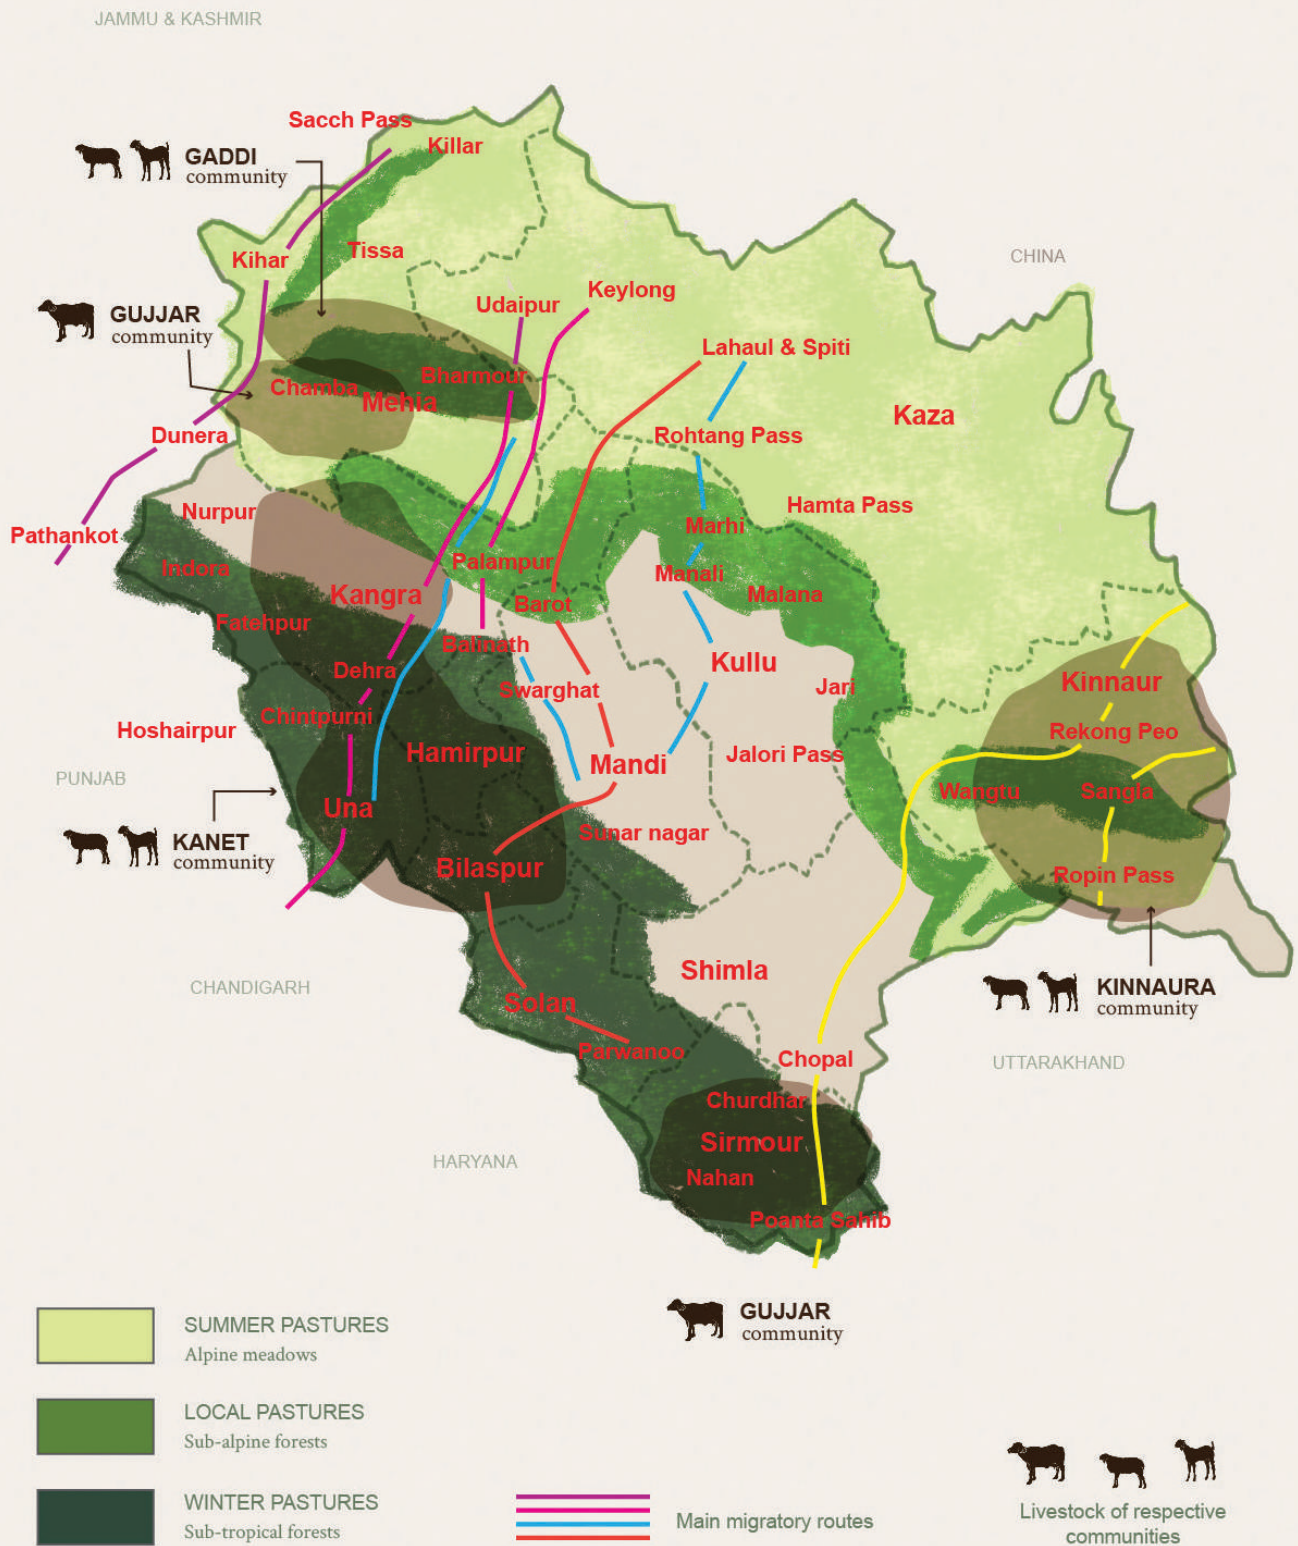 JAMMU & KASHMIR
Sacch Pass
Killar
GADDI
community
Tissa
Kihar
CHINA
Keylong
Udaipur
GUJJAR
community
Lahaul & Spiti
Bharmour
Chamba
Mehia
Kaza
Dunera
Rohtang Pass
Hamta Pass
Nurpur
Marhi
Pathankot
Palampur
Indora
Manali
Kangra
Malana
Barot
Fatehpur
Balinath
Kullu
Dehra
Kinnaur
Jari
Swarghat
Chintpurni
Hoshairpur
Rekong Peo
Hamirpur
Jalori Pass
Mandi
PUNJAB
Wangtu
Sangla
Una
Sunar nagar
KANET
community
Bilaspur
Ropin Pass
Shimla
CHANDIGARH
KINNAURA
community
Solan
Parwanoo
Chopal
UTTARAKHAND
Churdhar
Sirmour
HARYANA
Nahan
Poanta Sahib
GUJJAR
community
SUMMER PASTURES
Alpine meadows
LOCAL PASTURES
Sub-alpine forests
WINTER PASTURES
Sub-tropical forests
Main migratory routes
Livestock of respective
communities